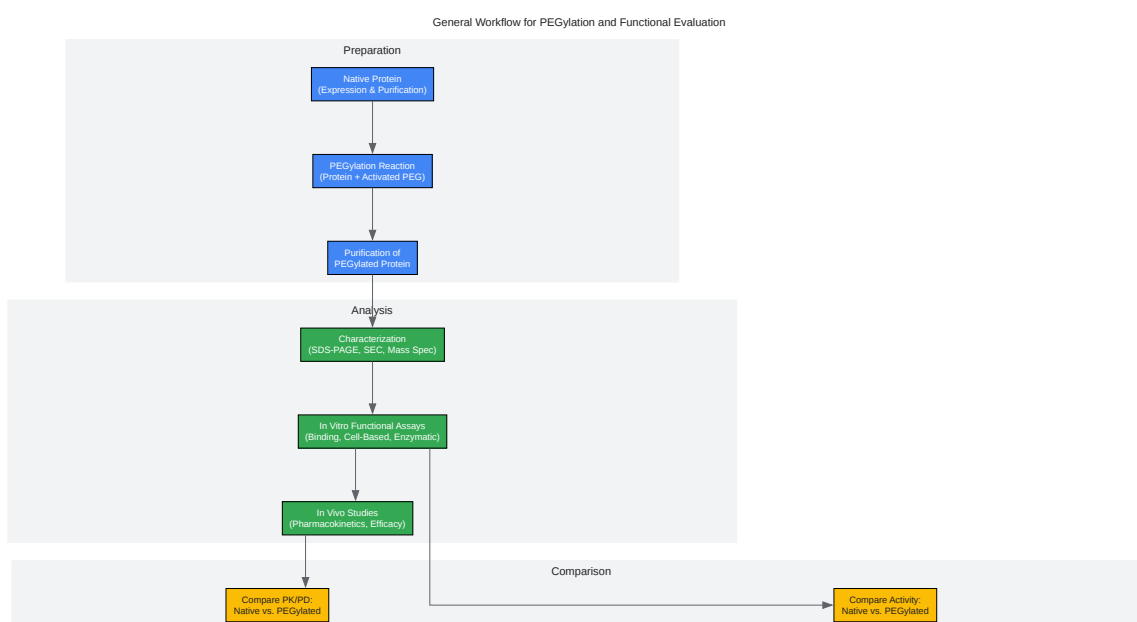 General Workflow for PEGylation and Functional Evaluation
Preparation
Native Protein
(Expression & Purification)
PEGylation Reaction
(Protein + Activated PEG)
Purification of
PEGylated Protein
Analysis
Characterization
(SDS-PAGE, SEC, Mass Spec)
In Vitro Functional Assays
(Binding, Cell-Based, Enzymatic)
In Vivo Studies
(Pharmacokinetics, Efficacy)
Comparison
Compare PK/PD:
Native vs. PEGylated
Compare Activity:
Native vs. PEGylated